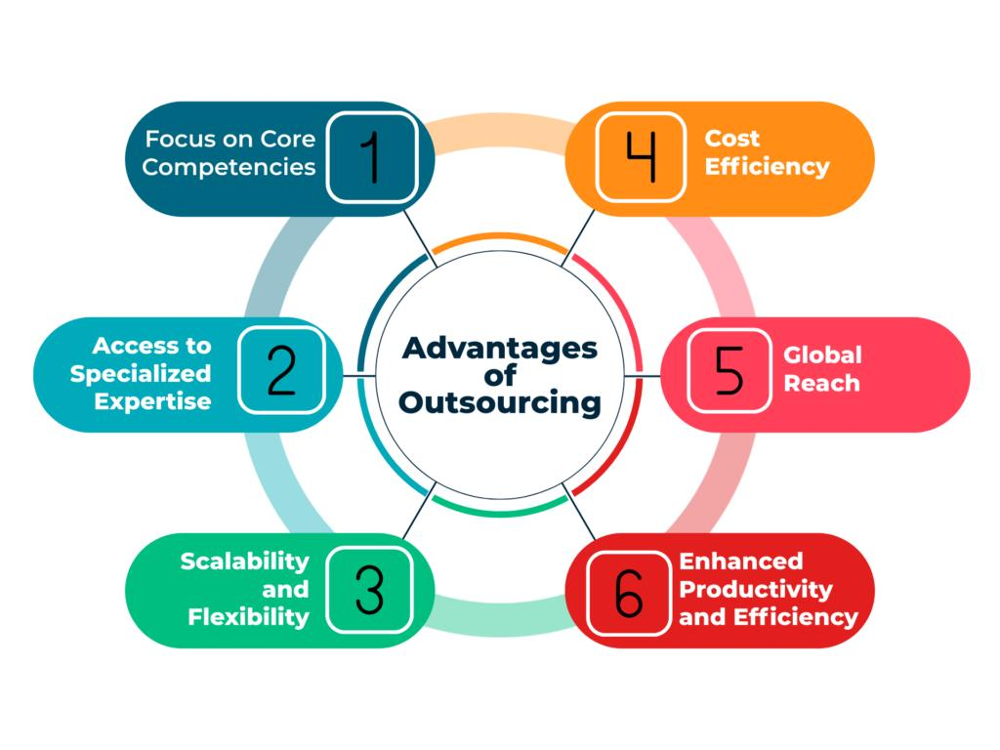 Advantages
of
Outsourcing
1
Focus on Core
Competencies
2
Access to
Specialized
Expertise
3
Scalability
and
Flexibility
4
Cost
Efficiency
5
Global
Reach
6
Enhanced
Productivity
and Efficiency